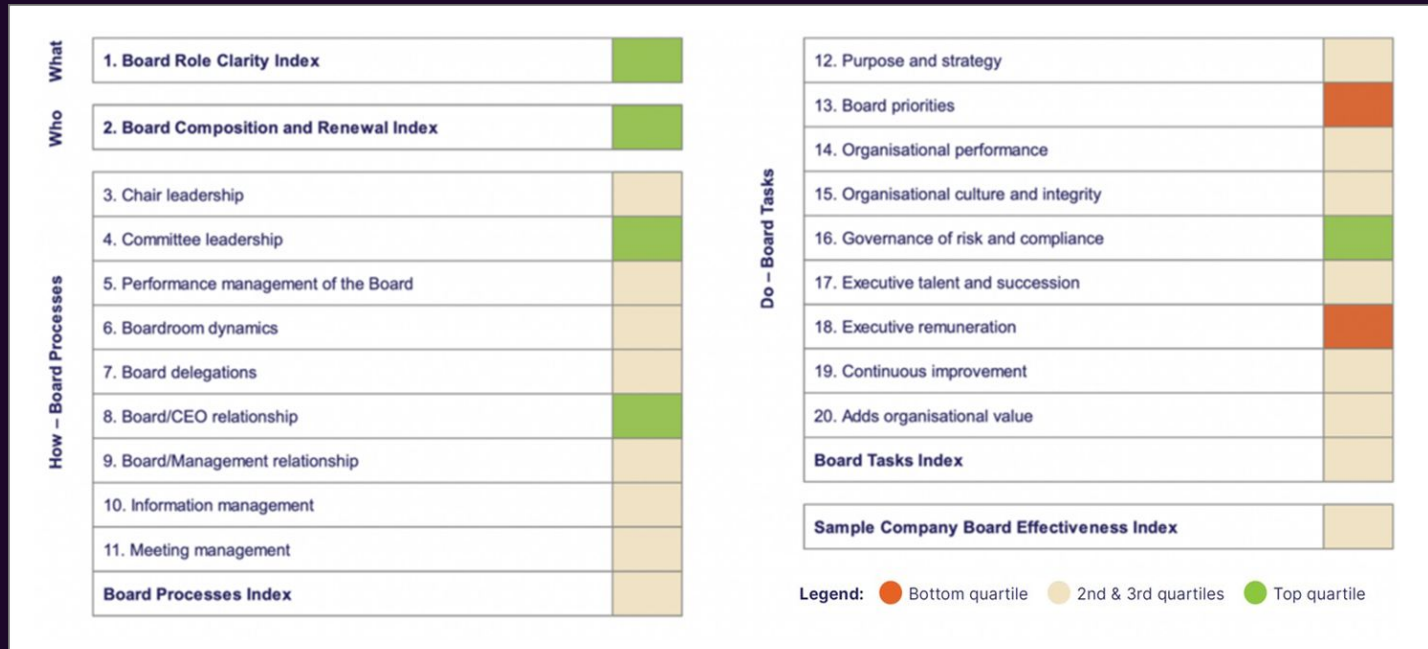 What
1. Board Role Clarity Index
Who
2. Board Composition and Renewal Index
How – Board Processes
3. Chair leadership
4. Committee leadership
5. Performance management of the Board
6. Boardroom dynamics
7. Board delegations
8. Board/CEO relationship
9. Board/Management relationship
10. Information management
11. Meeting management
Board Processes Index
Do – Board Tasks
12. Purpose and strategy
13. Board priorities
14. Organisational performance
15. Organisational culture and integrity
16. Governance of risk and compliance
17. Executive talent and succession
18. Executive remuneration
19. Continuous improvement
20. Adds organisational value
Board Tasks Index
Sample Company Board Effectiveness Index
Legend: Bottom quartile 2nd & 3rd quartiles Top quartile